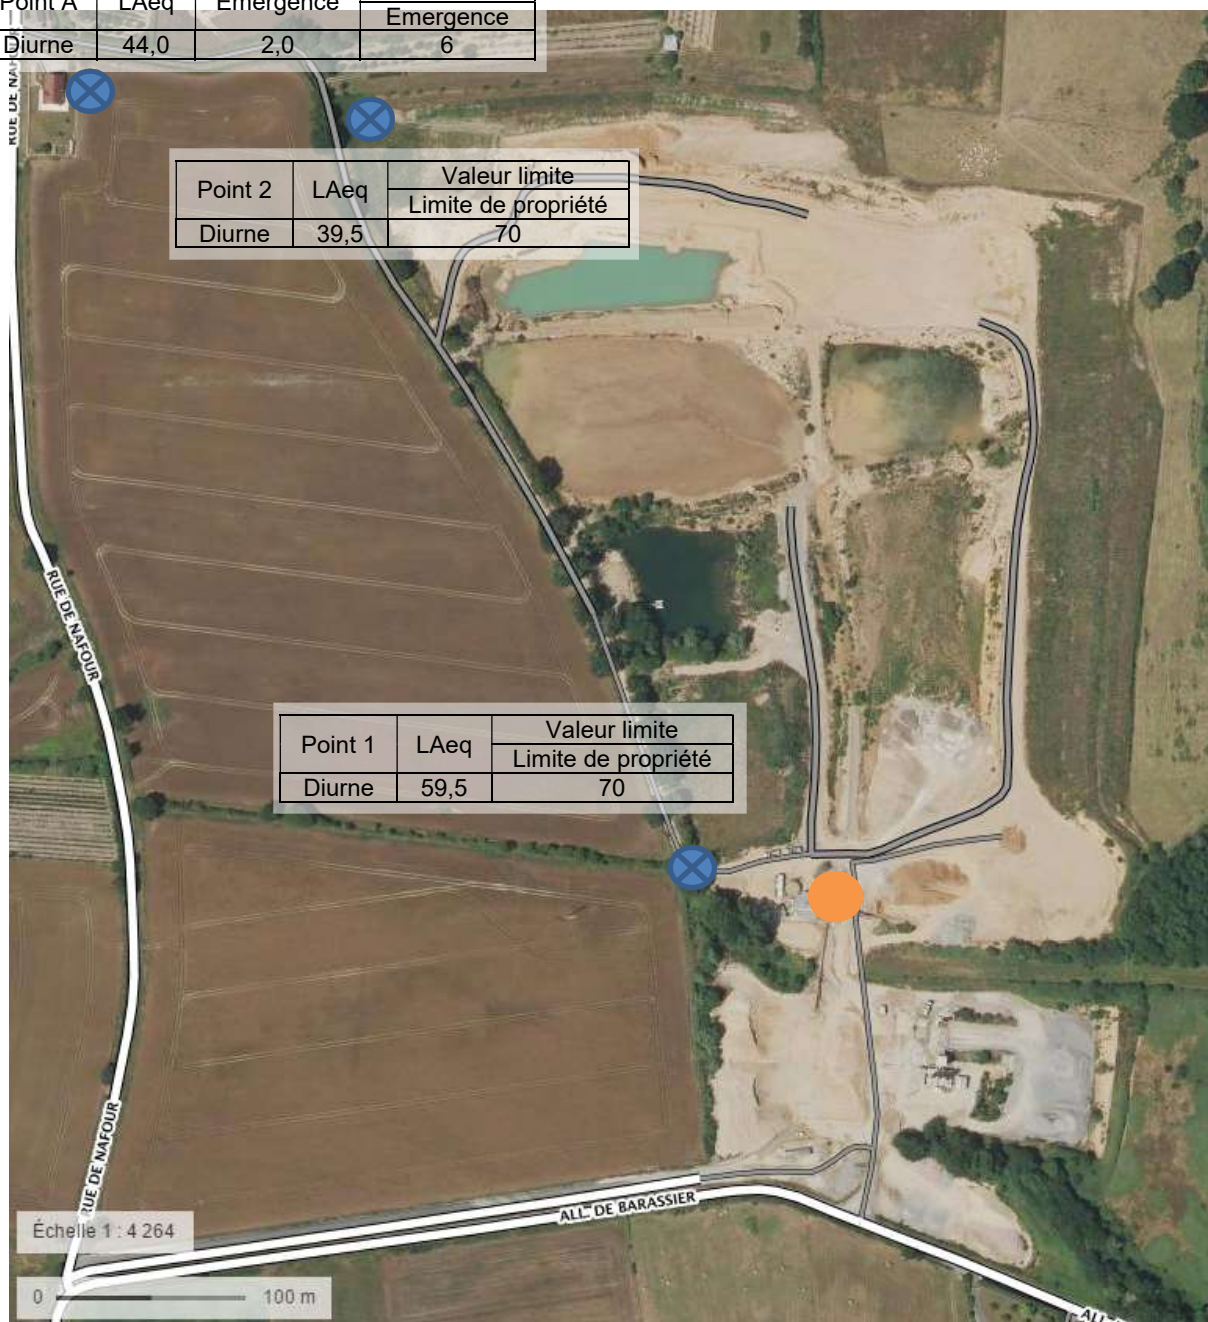 Point A LAeq Emergence
Emergence
Diurne 44,0 2,0 6
RUE DE
Point 2 LAeq Valeur limite
Limite de propriété
Diurne 39,5 70
RUE DE NAFOUR
Point 1 LAeq Valeur limite
Limite de propriété
Diurne 59,5 70
RUE DE NAFOUR
ALL. DE BARASSIER
Échelle 1 : 4 264
0 100 m